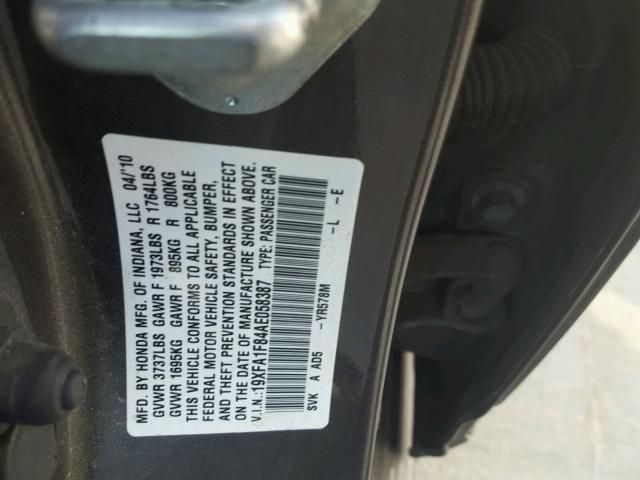 MFD. BY HONDA MFG. OF INDIANA, LLC 04/'10
GVWR 3737LBS GAWR F 1973LBS R 1764LBS
GVWR 1695KG GAWR F 895KG R 800KG
THIS VEHICLE CONFORMS TO ALL APPLICABLE
FEDERAL MOTOR VEHICLE SAFETY, BUMPER,
AND THEFT PREVENTION STANDARDS IN EFFECT
ON THE DATE OF MANUFACTURE SHOWN ABOVE.
V.I.N.:19XFA1F84AE058387 TYPE: PASSENGER CAR
SVK A AD5 -YR578M -L -E